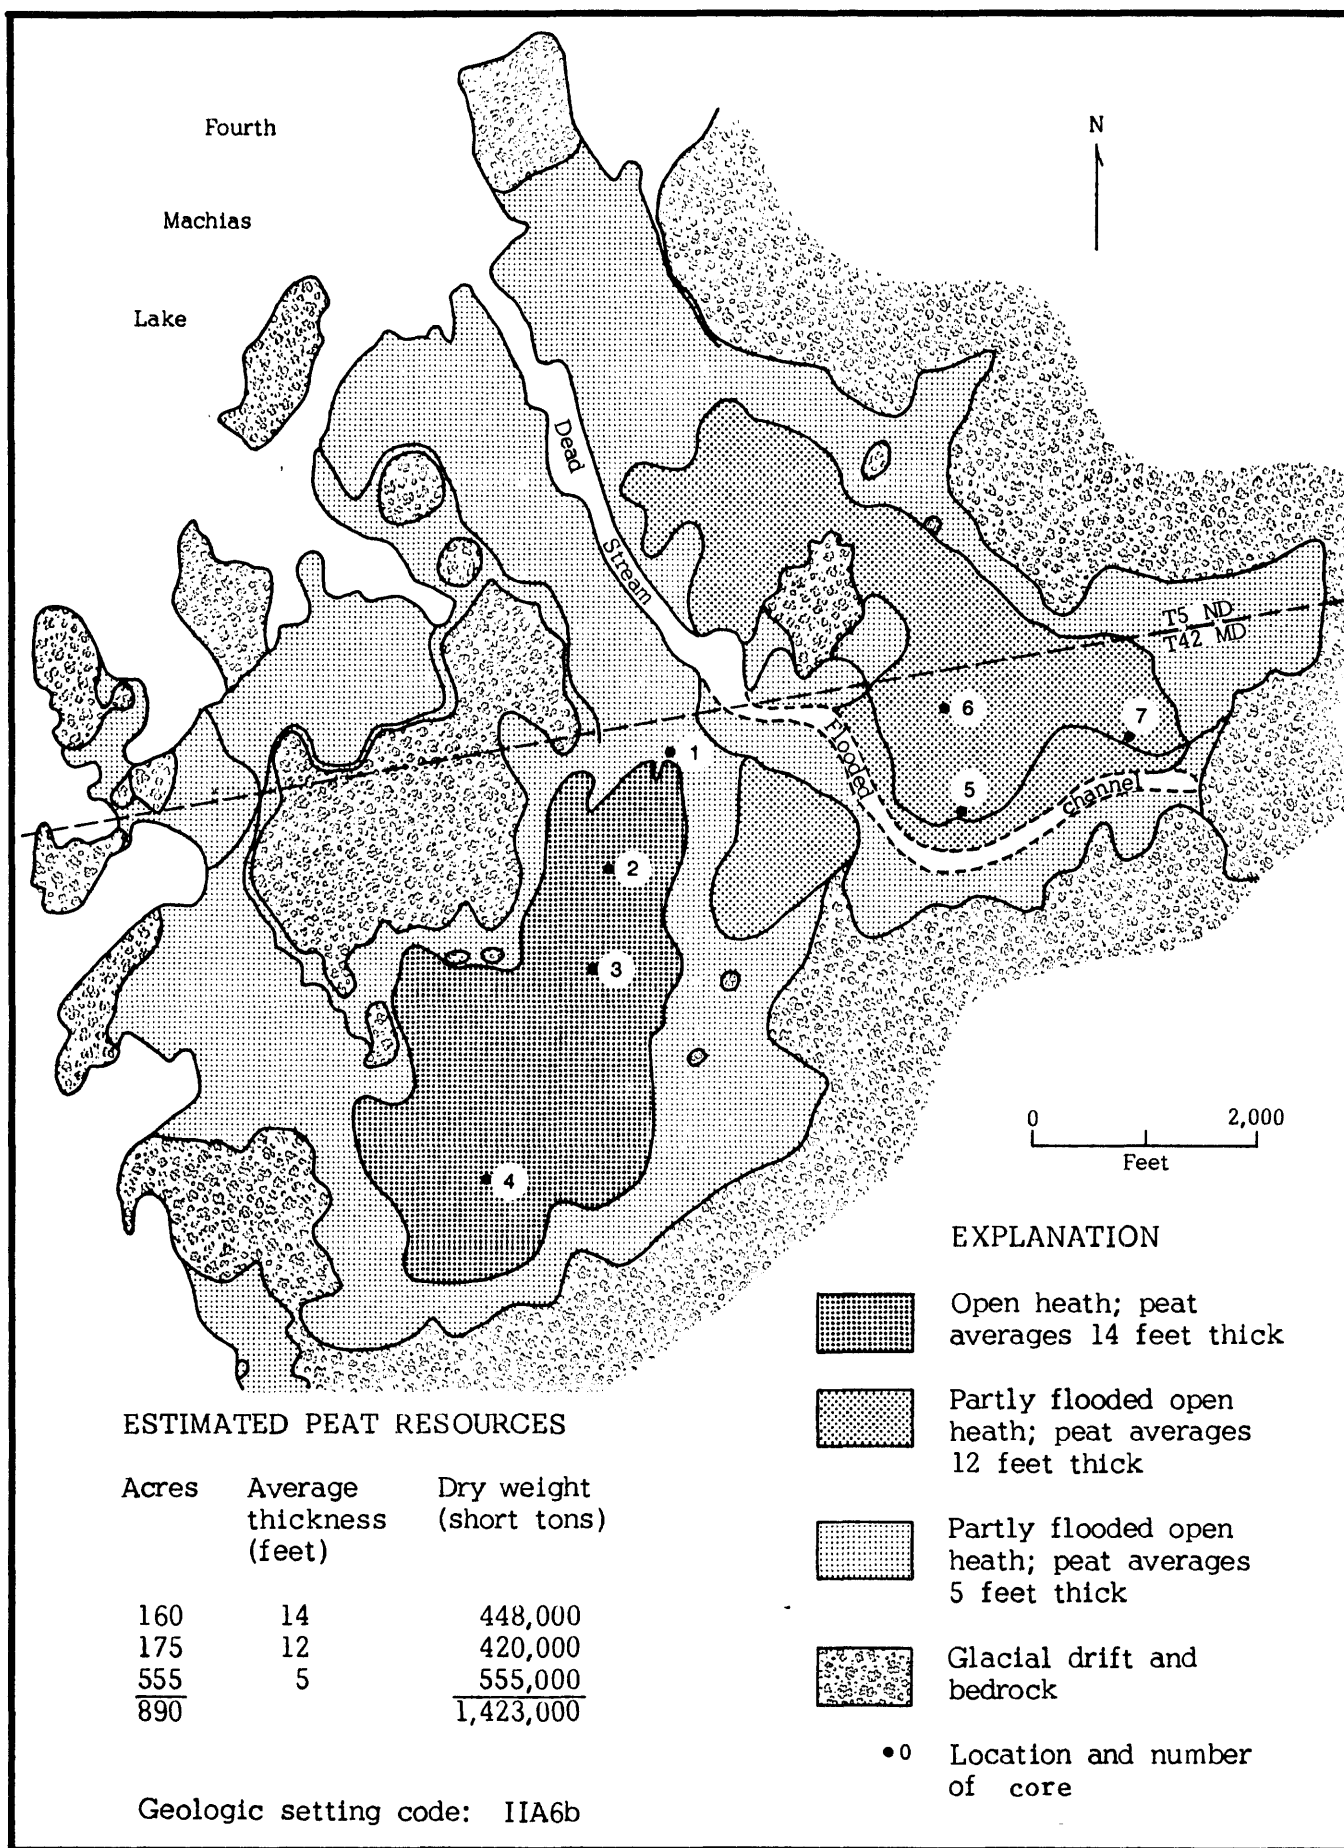 Fourth
Machias
Lake
N
Dead
Stream
T5 ND
T42 MD
Flooded
channel
1
2
3
4
5
6
7
0 2,000
Feet
EXPLANATION
Open heath; peat
averages 14 feet thick
Partly flooded open
heath; peat averages
12 feet thick
Partly flooded open
heath; peat averages
5 feet thick
Glacial drift and
bedrock
•0 Location and number
of core
ESTIMATED PEAT RESOURCES
Acres Average Dry weight
thickness (short tons)
(feet)
160 14 448,000
175 12 420,000
555 5 555,000
890 1,423,000
Geologic setting code: IIA6b